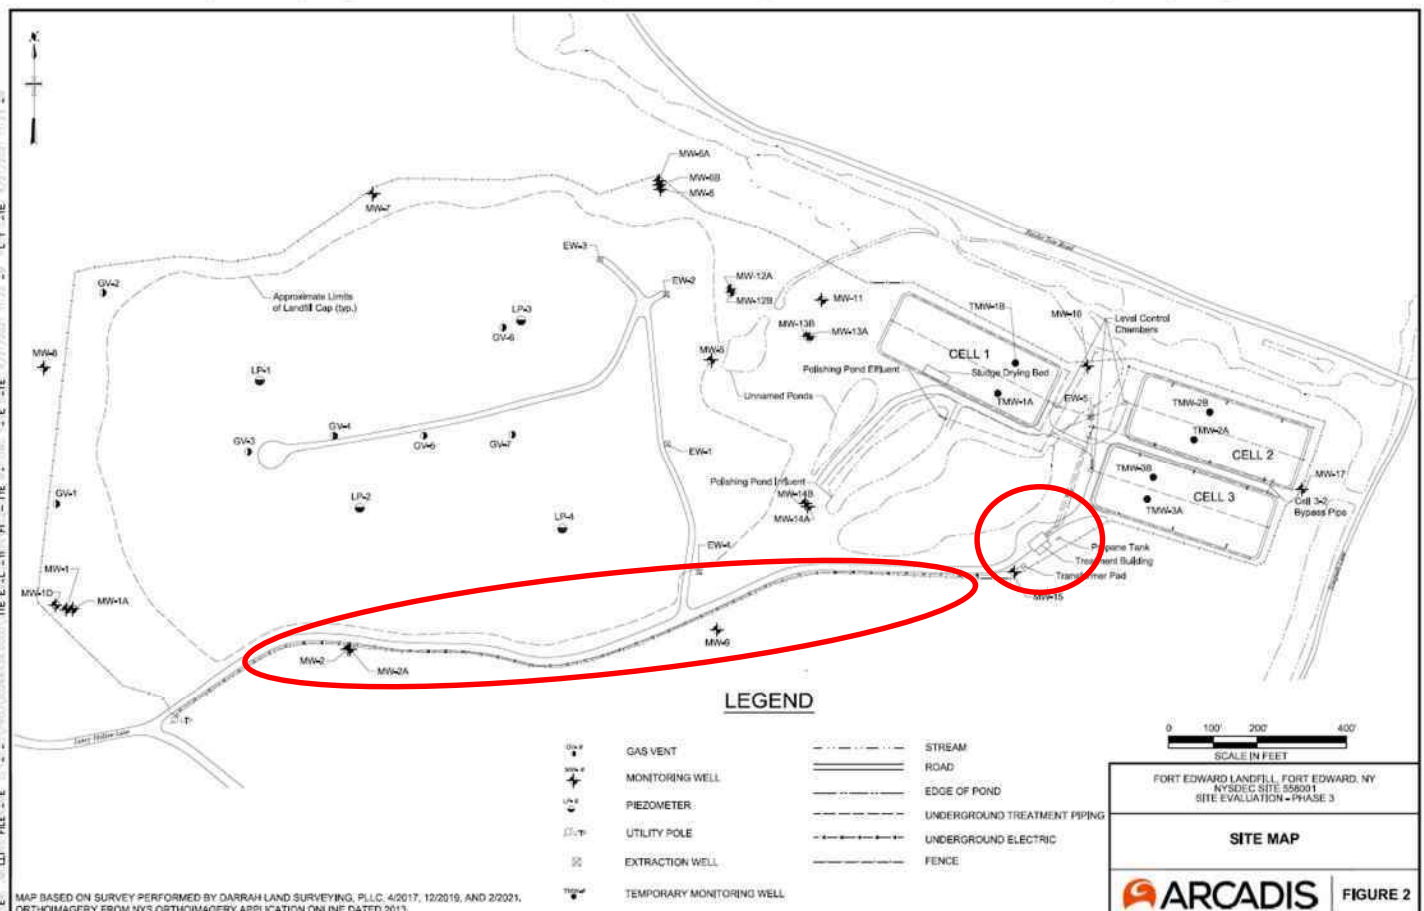 N
MW-6A
MW-6B
MW-6
MW-7
EW-3
GV-2
EW-2
MW-12A
MW-12B
MW-11
Approximate Limits
of Landfill Cap (typ.)
LP-3
GV-6
TMW-1B
MW-16
Level Control
Chambers
MW-13B
MW-13A
MW-8
MW-5
CELL 1
LP-1
Polishing Pond Effluent
Sludge Drying Bed
Unnamed Ponds
TMW-1A
EW-5
TMW-2B
GV-3
GV-4
GV-5
GV-7
TMW-2A
EW-1
CELL 2
TMW-3B
MW-17
Polishing Pond Influent
CELL 3
GV-1
LP-2
MW-14B
Cell 3-2
Bypass Pipe
TMW-3A
MW-14A
LP-4
EW-4
Propane Tank
Treatment Building
MW-1
Transformer Pad
MW-1D
MW-1A
MW-15
MW-9
MW-2
MW-2A
LEGEND
GAS VENT
MONITORING WELL
PIEZOMETER
UTILITY POLE
EXTRACTION WELL
TEMPORARY MONITORING WELL
STREAM
ROAD
EDGE OF POND
UNDERGROUND TREATMENT PIPING
UNDERGROUND ELECTRIC
FENCE
0 100' 200' 400'
SCALE IN FEET
FORT EDWARD LANDFILL, FORT EDWARD, NY
NYSDEC SITE 558001
SITE EVALUATION - PHASE 3
SITE MAP
ARCADIS
FIGURE 2
MAP BASED ON SURVEY PERFORMED BY DARRAH LAND SURVEYING, PLLC, 4/2017, 12/2019, AND 2/2021,
ORTHOIMAGERY FROM NYS ORTHOIMAGERY APPLICATION ONLINE DATED 2013.